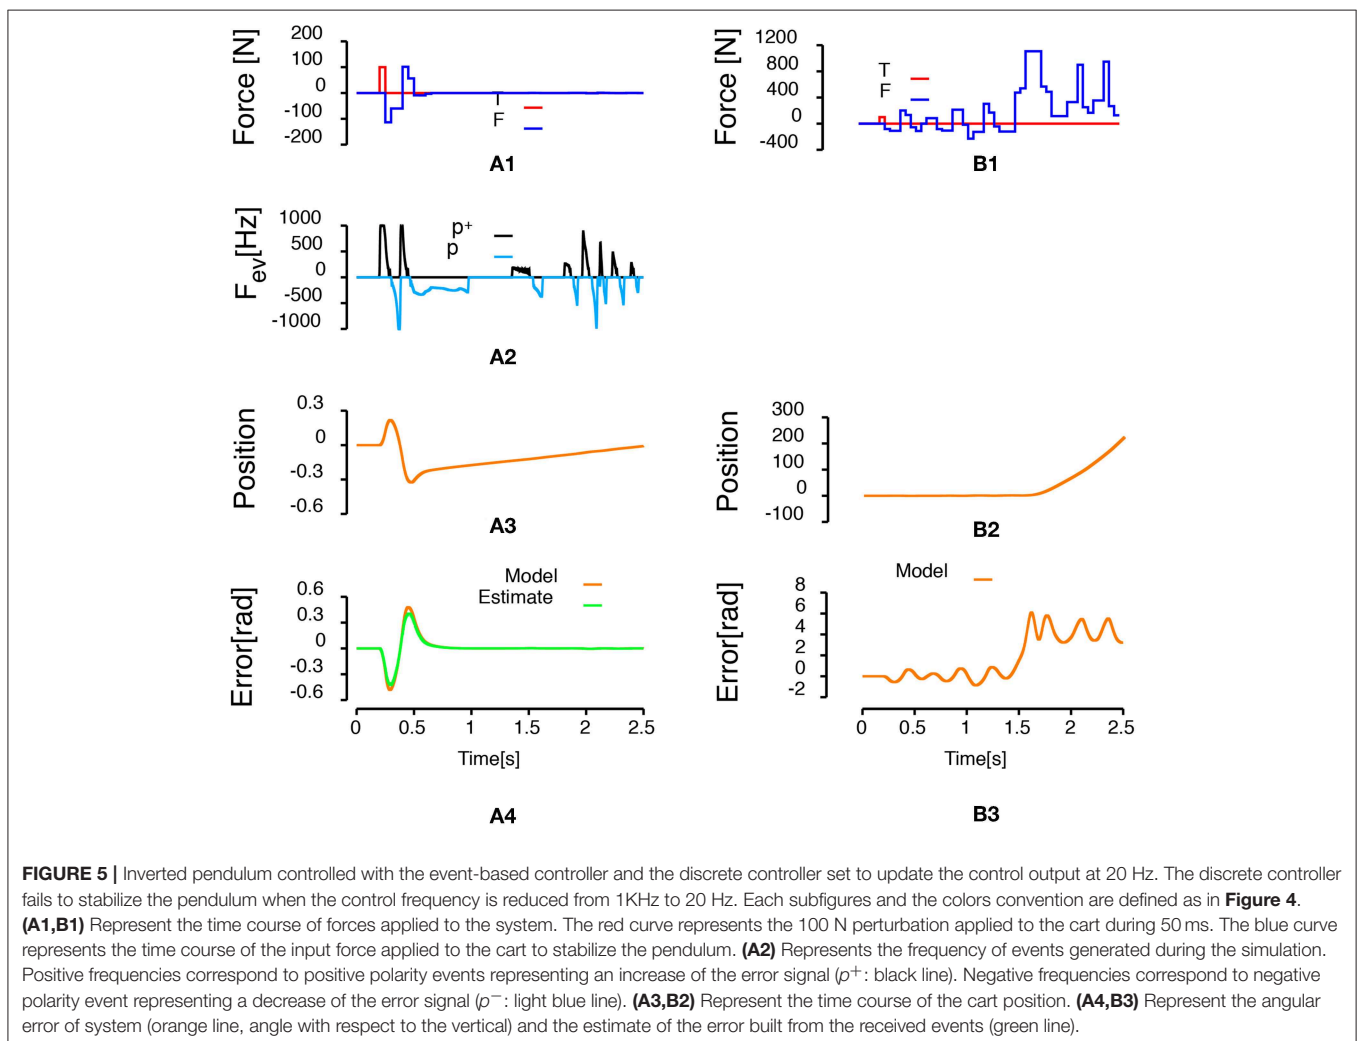 200
100
0
-100
-200
Force [N]
T
F
A1
1200
800
400
0
-400
Force [N]
T
F
B1
1000
500
0
-500
-1000
Fev[Hz]
p+
p
A2
0.3
0
-0.3
-0.6
Position
A3
300
200
100
0
-100
Position
B2
0.6
0.3
0
-0.3
-0.6
Error[rad]
Model
Estimate
0 0.5 1 1.5 2 2.5
Time[s]
A4
8
6
4
2
0
-2
Error[rad]
Model
0 0.5 1 1.5 2 2.5
Time[s]
B3
FIGURE 5 | Inverted pendulum controlled with the event-based controller and the discrete controller set to update the control output at 20 Hz. The discrete controller
fails to stabilize the pendulum when the control frequency is reduced from 1KHz to 20 Hz. Each subfigures and the colors convention are defined as in Figure 4.
(A1,B1) Represent the time course of forces applied to the system. The red curve represents the 100 N perturbation applied to the cart during 50 ms. The blue curve
represents the time course of the input force applied to the cart to stabilize the pendulum. (A2) Represents the frequency of events generated during the simulation.
Positive frequencies correspond to positive polarity events representing an increase of the error signal (p+: black line). Negative frequencies correspond to negative
polarity event representing a decrease of the error signal (p−: light blue line). (A3,B2) Represent the time course of the cart position. (A4,B3) Represent the angular
error of system (orange line, angle with respect to the vertical) and the estimate of the error built from the received events (green line).